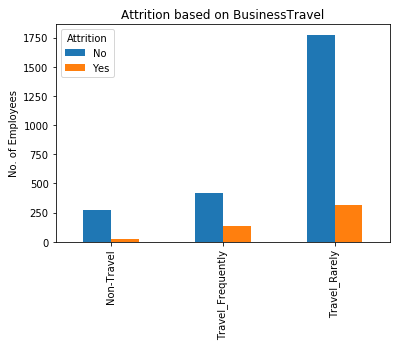 Attrition based on BusinessTravel
Attrition
No
Yes
No. of Employees
1750
1500
1250
1000
750
500
250
0
Non-Travel
Travel_Frequently
Travel_Rarely